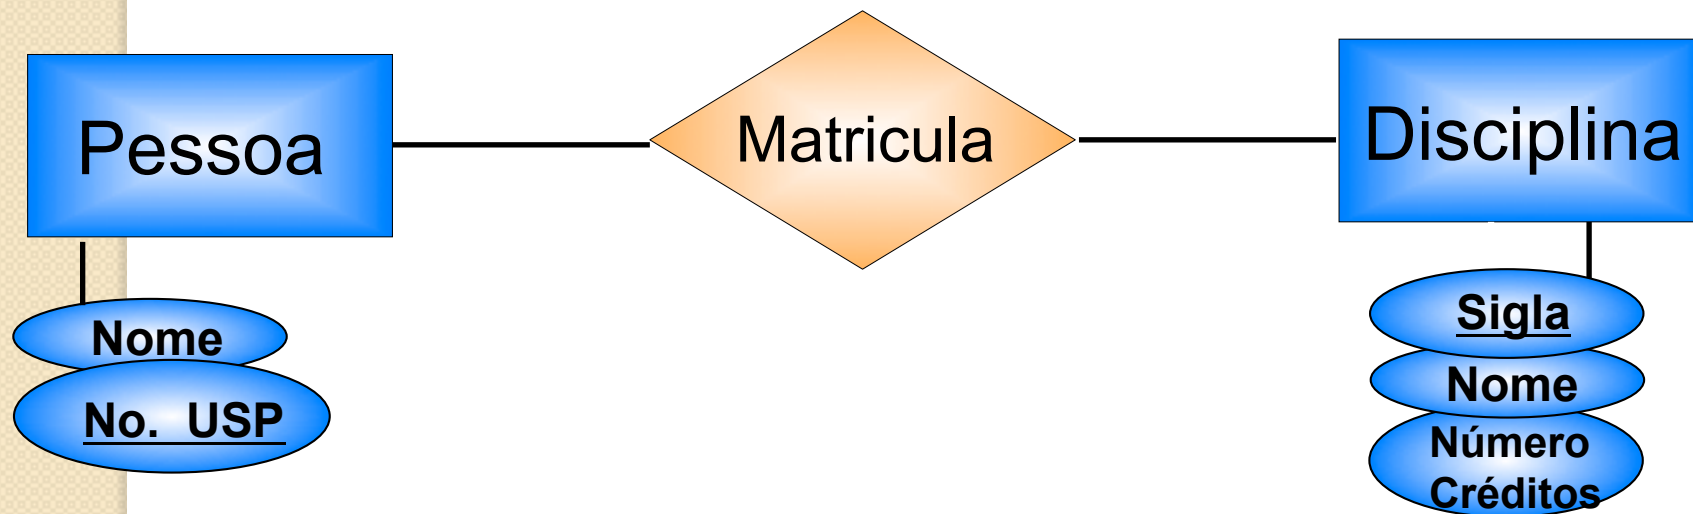 Pessoa
Matricula
Disciplina
Nome
No. USP
Sigla
Nome
Número
Créditos